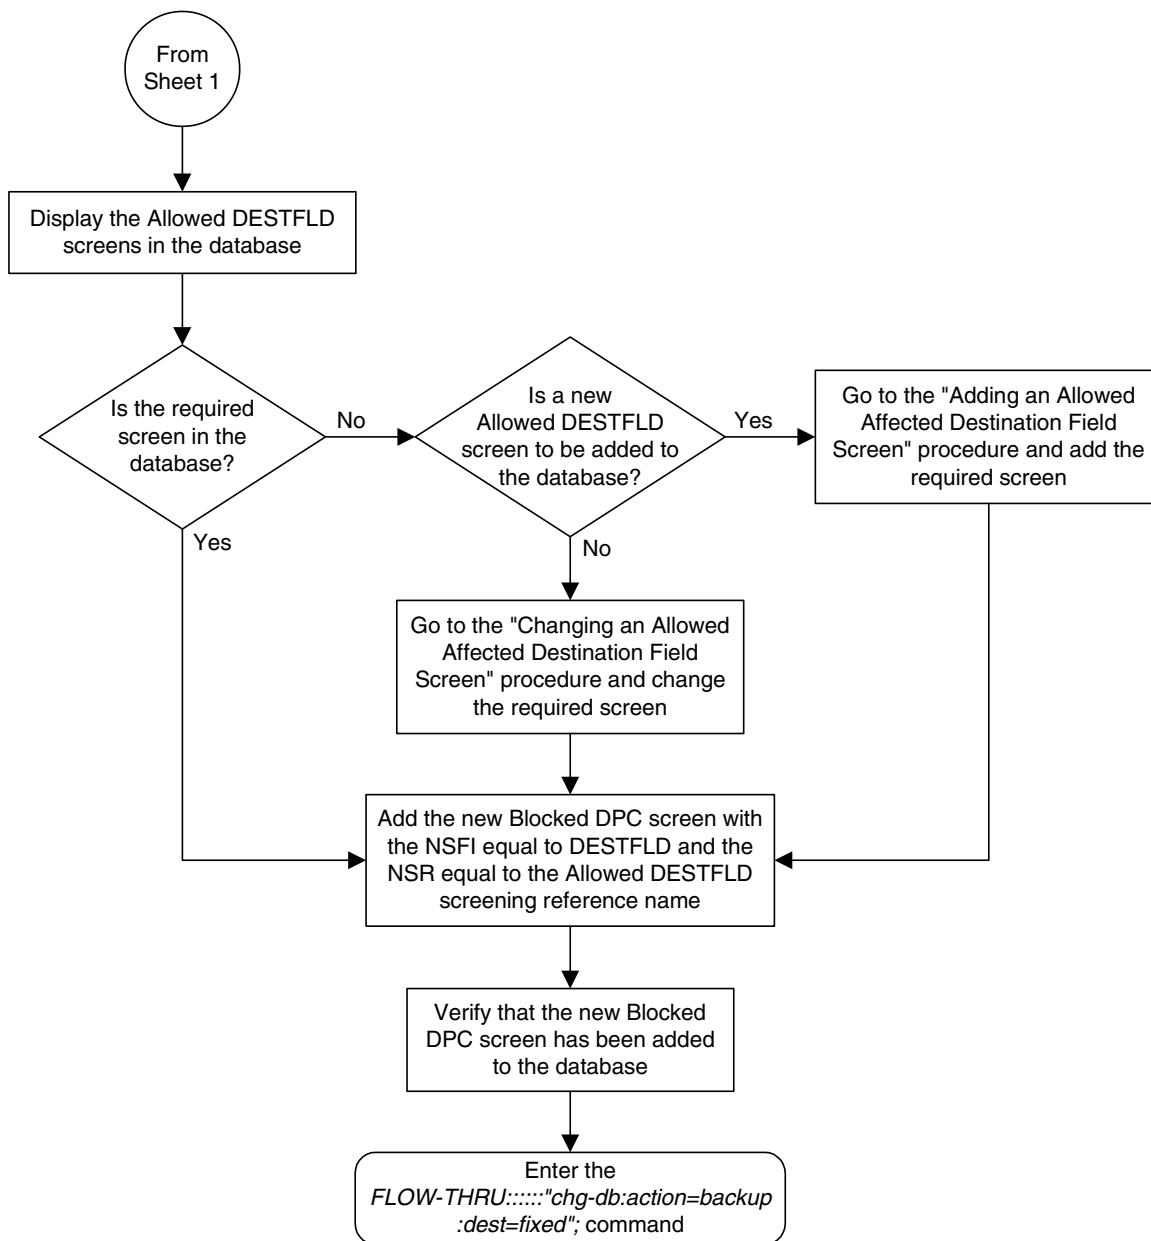 From
Sheet 1
Display the Allowed DESTFLD
screens in the database
Is the required
screen in the
database?
No
Yes
Is a new
Allowed DESTFLD
screen to be added to
the database?
Yes
No
Go to the "Adding an Allowed
Affected Destination Field
Screen" procedure and add the
required screen
Go to the "Changing an Allowed
Affected Destination Field
Screen" procedure and change
the required screen
Add the new Blocked DPC screen with
the NSFI equal to DESTFLD and the
NSR equal to the Allowed DESTFLD
screening reference name
Verify that the new Blocked
DPC screen has been added
to the database
Enter the
FLOW-THRU::::::"chg-db:action=backup
:dest=fixed"; command